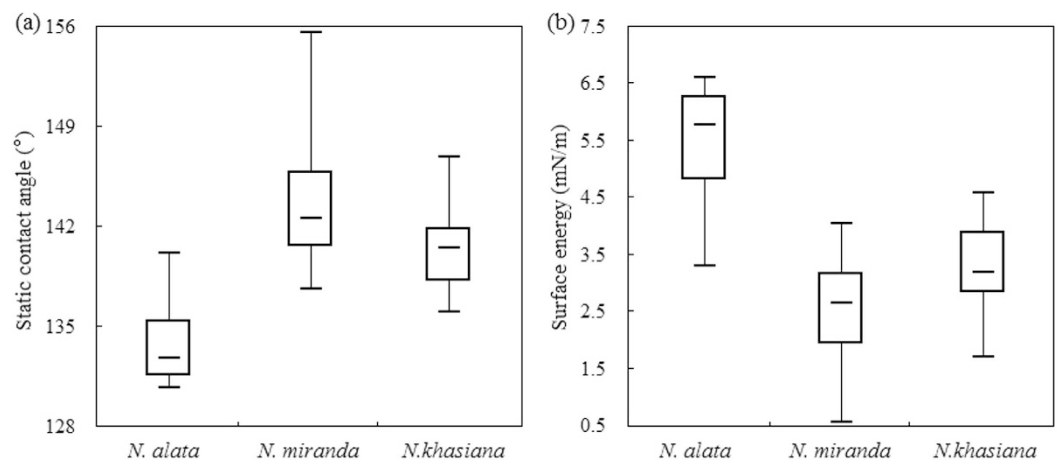 (a)
Static contact angle (°)
156
149
142
135
128
N. alata
N. miranda
N.khasiana
(b)
Surface energy (mN/m)
7.5
6.5
5.5
4.5
3.5
2.5
1.5
0.5
N. alata
N. miranda
N.khasiana